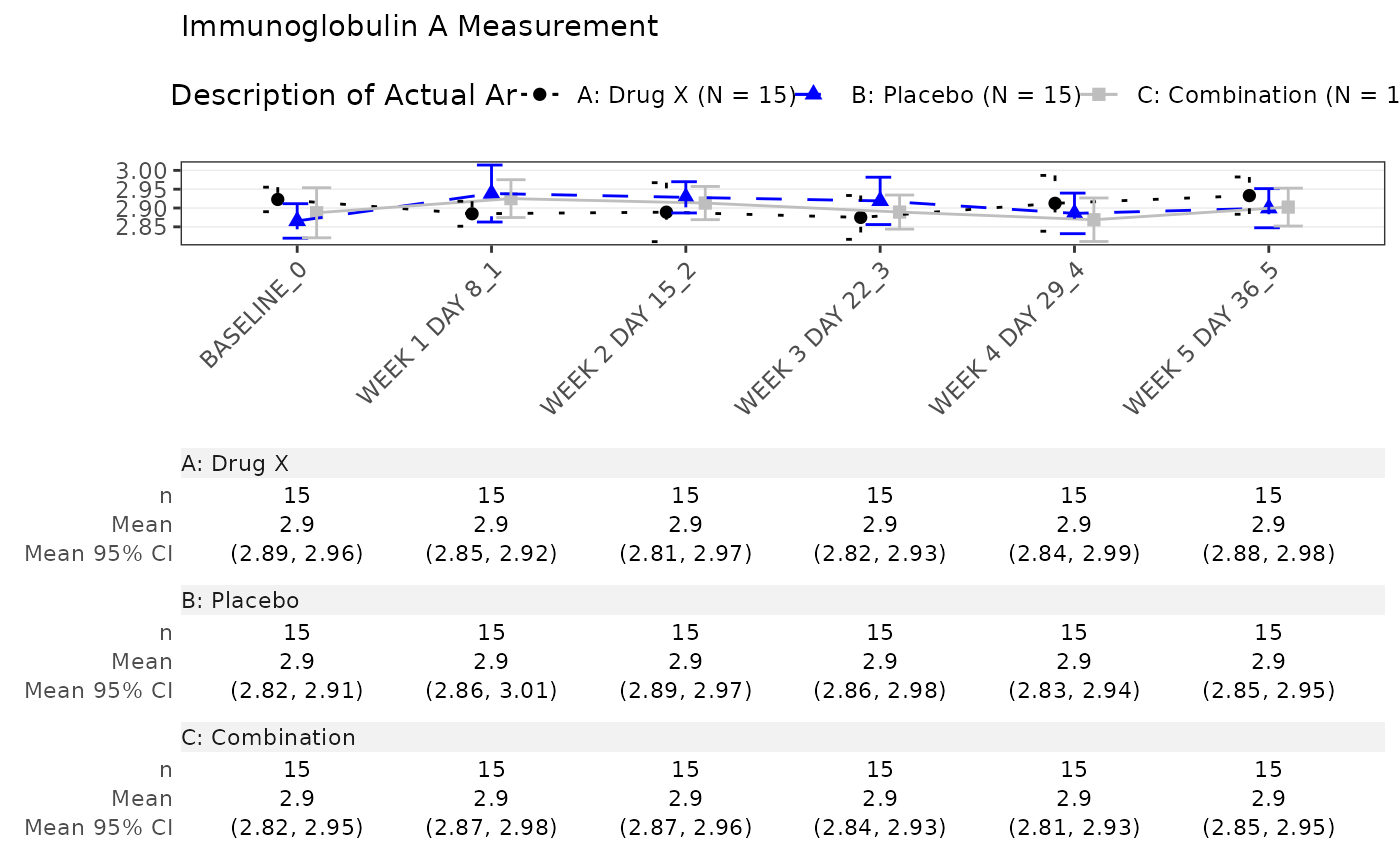 Immunoglobulin A Measurement
Description of Actual Ar A: Drug X (N = 15) B: Placebo (N = 15) C: Combination (N = 1
3.00
2.95
2.90
2.85
BASELINE_0 WEEK 1 DAY 8_1 WEEK 2 DAY 15_2 WEEK 3 DAY 22_3 WEEK 4 DAY 29_4 WEEK 5 DAY 36_5
A: Drug X
n 15 15 15 15 15 15
Mean 2.9 2.9 2.9 2.9 2.9 2.9
Mean 95% CI (2.89, 2.96) (2.85, 2.92) (2.81, 2.97) (2.82, 2.93) (2.84, 2.99) (2.88, 2.98)
B: Placebo
n 15 15 15 15 15 15
Mean 2.9 2.9 2.9 2.9 2.9 2.9
Mean 95% CI (2.82, 2.91) (2.86, 3.01) (2.89, 2.97) (2.86, 2.98) (2.83, 2.94) (2.85, 2.95)
C: Combination
n 15 15 15 15 15 15
Mean 2.9 2.9 2.9 2.9 2.9 2.9
Mean 95% CI (2.82, 2.95) (2.87, 2.98) (2.87, 2.96) (2.84, 2.93) (2.81, 2.93) (2.85, 2.95)